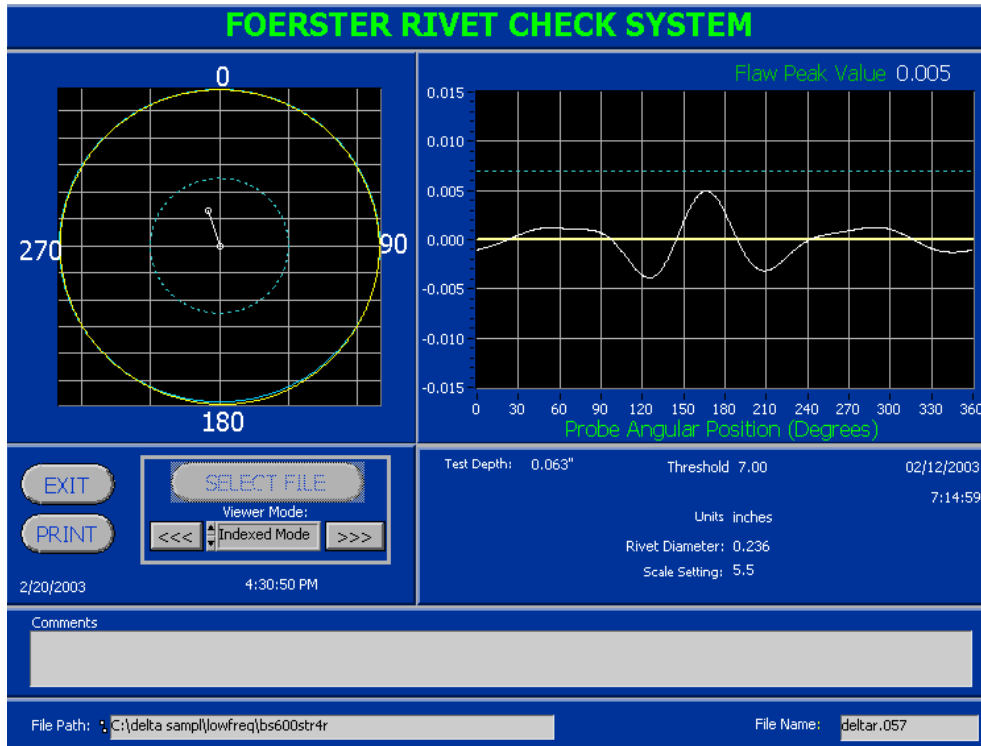 FOERSTER RIVET CHECK SYSTEM
0
270
90
180
Flaw Peak Value 0.005
0.015
0.010
0.005
0.000
-0.005
-0.010
-0.015
0 30 60 90 120 150 180 210 240 270 300 330 360
Probe Angular Position (Degrees)
EXIT
PRINT
SELECT FILE
Viewer Mode:
<<< Indexed Mode >>>
2/20/2003 4:30:50 PM
Test Depth: 0.063" Threshold 7.00 02/12/2003
7:14:59
Units inches
Rivet Diameter: 0.236
Scale Setting: 5.5
Comments
File Path: C:\delta sampl\lowfreq\bs600str4r
File Name: deltar.057